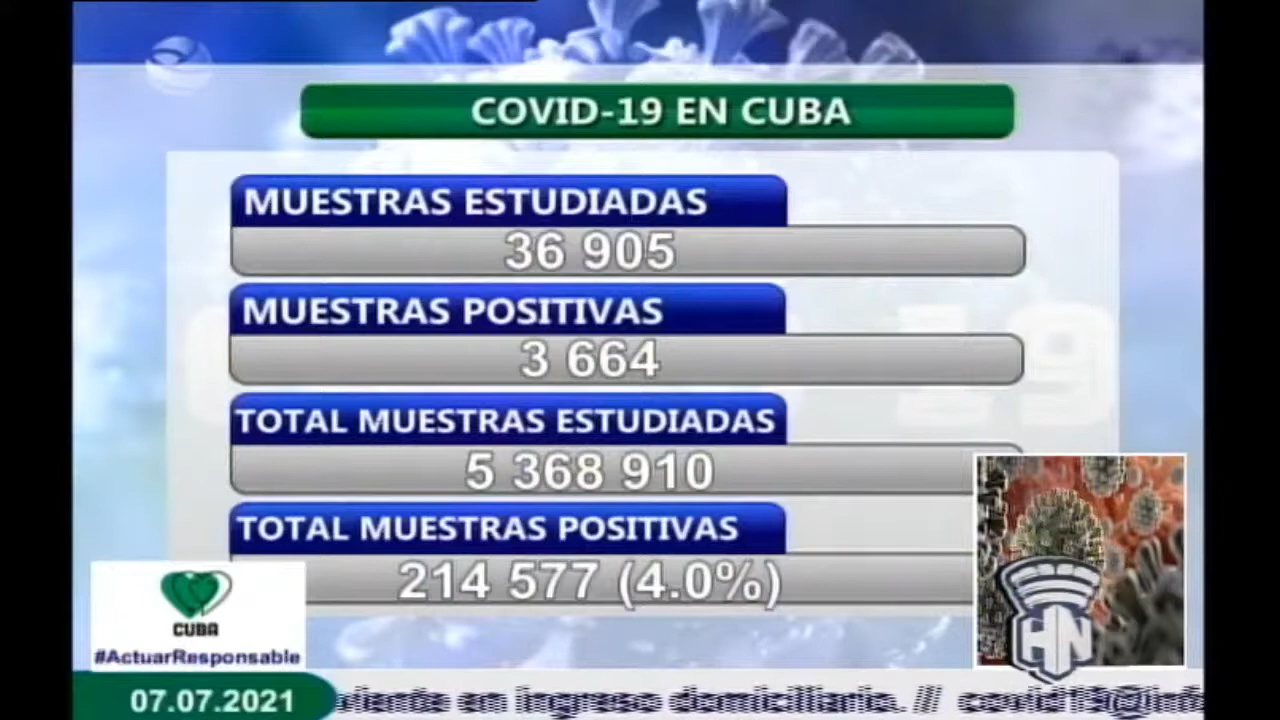 COVID-19 EN CUBA
MUESTRAS ESTUDIADAS
36 905
MUESTRAS POSITIVAS
3 664
TOTAL MUESTRAS ESTUDIADAS
5 368 910
TOTAL MUESTRAS POSITIVAS
214 577 (4.0%)
CUBA
#ActuarResponsable
HN
07.07.2021
viente en ingreso domiciliario. // covid19@inf